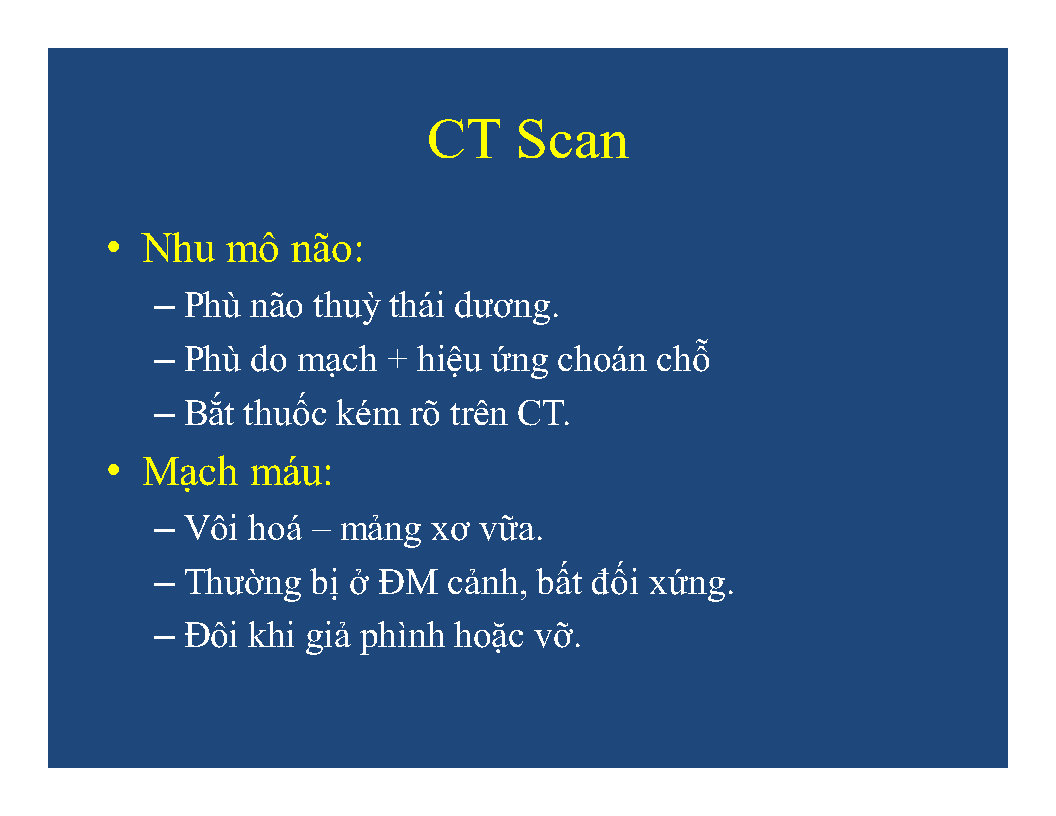 CT Scan
• Nhu mô não:
– Phù não thuỳ thái dương.
– Phù do mạch + hiệu ứng choán chỗ
– Bắt thuốc kém rõ trên CT.
• Mạch máu:
– Vôi hoá – mảng xơ vữa.
– Thường bị ở ĐM cảnh, bất đối xứng.
– Đôi khi giả phình hoặc vỡ.